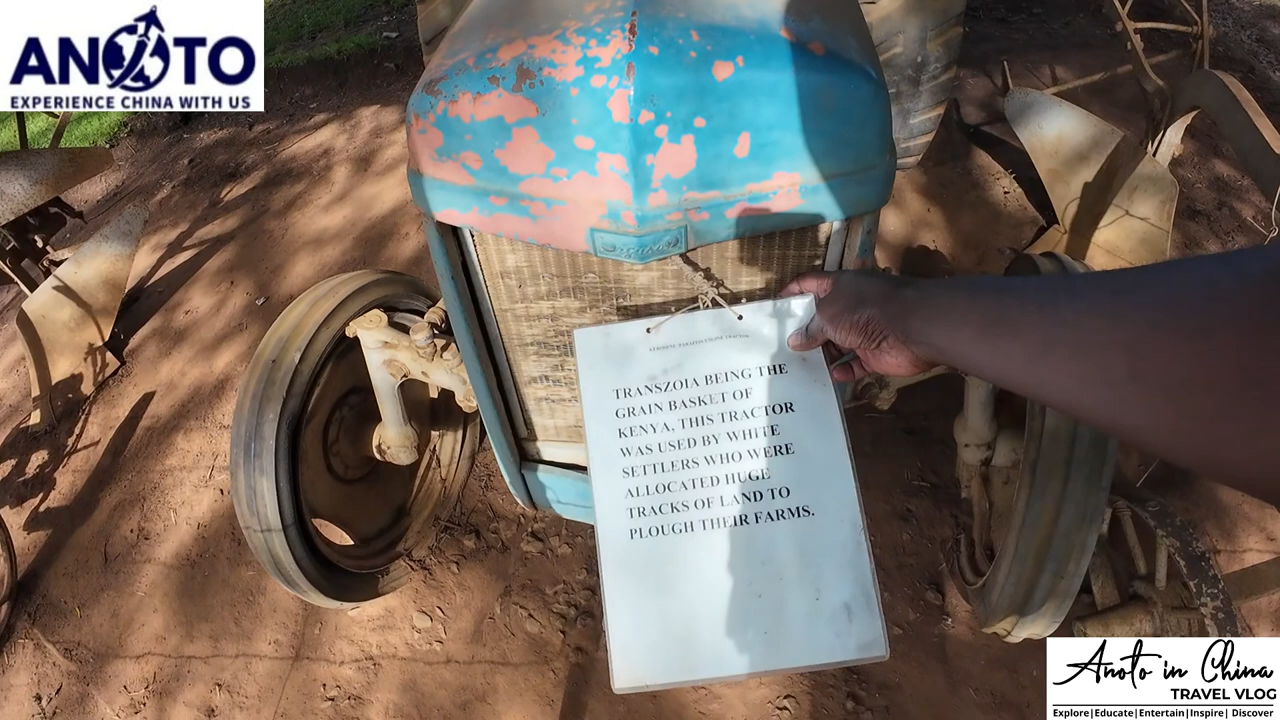 ANOTO
EXPERIENCE CHINA WITH US
TRANSZOIA BEING THE
GRAIN BASKET OF
KENYA, THIS TRACTOR
WAS USED BY WHITE
SETTLERS WHO WERE
ALLOCATED HUGE
TRACKS OF LAND TO
PLOUGH THEIR FARMS.
Anoto in China
TRAVEL VLOG
Explore|Educate|Entertain|Inspire| Discover